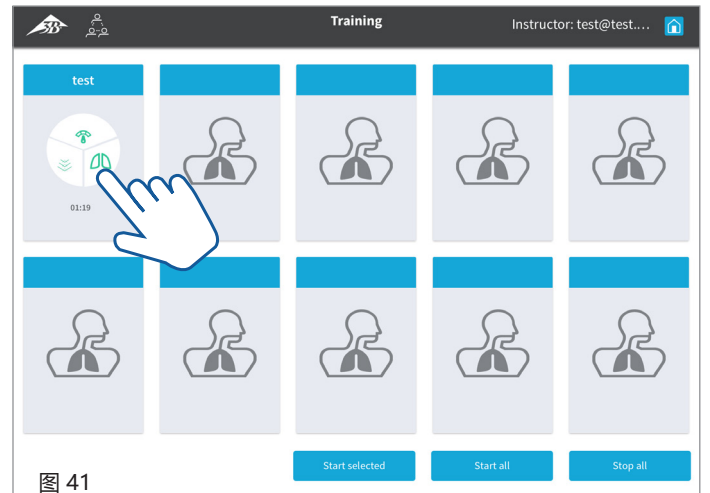 3B
Training
Instructor: test@test....
test
01:19
Start selected
Start all
Stop all
图 41